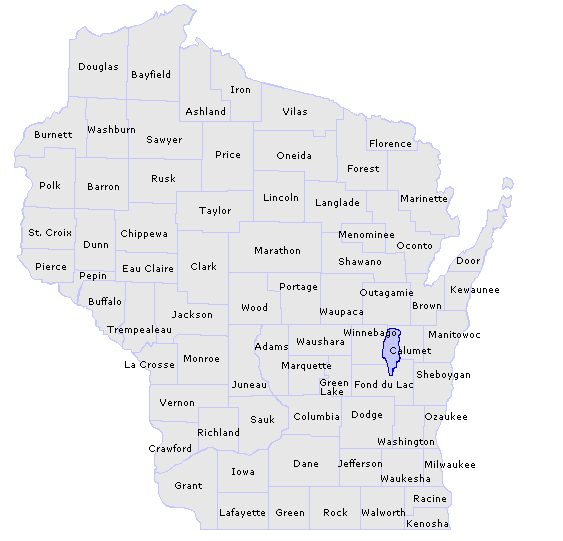 Douglas
Bayfield
Iron
Ashland
Vilas
Burnett
Washburn
Sawyer
Price
Oneida
Florence
Forest
Polk
Barron
Rusk
Taylor
Lincoln
Langlade
Marinette
Menominee
Oconto
St. Croix
Dunn
Chippewa
Clark
Marathon
Shawano
Door
Pierce
Pepin
Eau Claire
Buffalo
Portage
Outagamie
Kewaunee
Trempealeau
Jackson
Wood
Waupaca
Brown
Winnebago
Manitowoc
La Crosse
Monroe
Adams
Waushara
Calumet
Juneau
Marquette
Green
Lake
Fond du Lac
Sheboygan
Vernon
Richland
Sauk
Columbia
Dodge
Ozaukee
Washington
Crawford
Iowa
Dane
Jefferson
Waukesha
Milwaukee
Grant
Lafayette
Green
Rock
Walworth
Racine
Kenosha